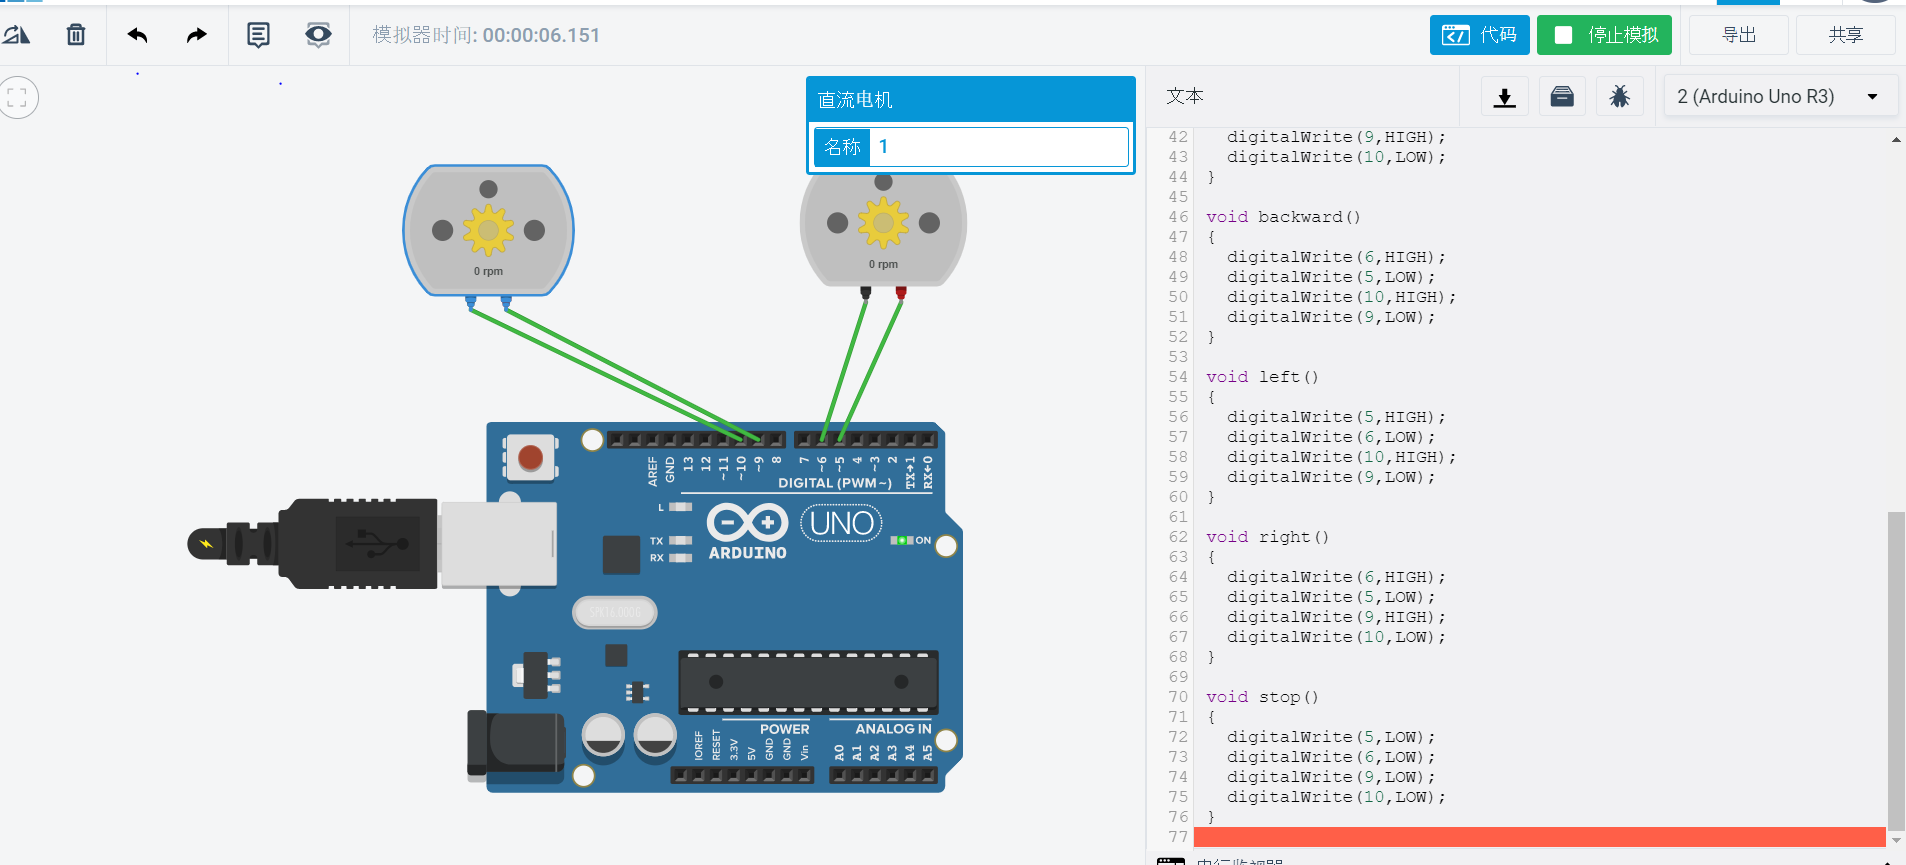 模拟器时间: 00:00:06.151
代码
停止模拟
导出
共享
直流电机
名称 1
0 rpm
0 rpm
AREF
GND
13
12
~11
~10
~9
8
7
~6
~5
4
~3
2
TX→1
RX←0
DIGITAL (PWM~)
L
TX
RX
ARDUINO
UNO
ON
POWER
ANALOG IN
IOREF
RESET
3.3V
5V
GND
GND
Vin
A0
A1
A2
A3
A4
A5
文本
2 (Arduino Uno R3)
42 digitalWrite(9,HIGH);
43 digitalWrite(10,LOW);
44 }
45
46 void backward()
47 {
48 digitalWrite(6,HIGH);
49 digitalWrite(5,LOW);
50 digitalWrite(10,HIGH);
51 digitalWrite(9,LOW);
52 }
53
54 void left()
55 {
56 digitalWrite(5,HIGH);
57 digitalWrite(6,LOW);
58 digitalWrite(10,HIGH);
59 digitalWrite(9,LOW);
60 }
61
62 void right()
63 {
64 digitalWrite(6,HIGH);
65 digitalWrite(5,LOW);
66 digitalWrite(9,HIGH);
67 digitalWrite(10,LOW);
68 }
69
70 void stop()
71 {
72 digitalWrite(5,LOW);
73 digitalWrite(6,LOW);
74 digitalWrite(9,LOW);
75 digitalWrite(10,LOW);
76 }
77